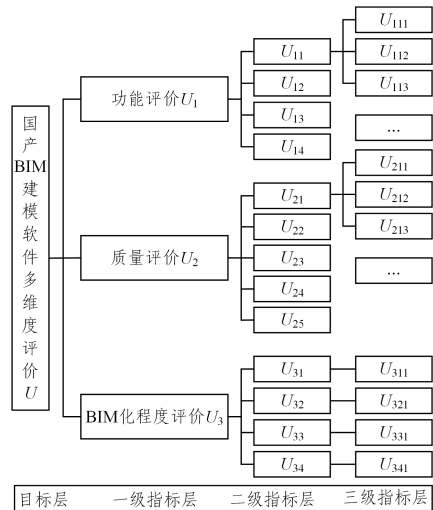 国产BIM建模软件多维度评价U
功能评价U₁
U₁₁
U₁₂
U₁₃
U₁₄
U₁₁₁
U₁₁₂
U₁₁₃
...
质量评价U₂
U₂₁
U₂₂
U₂₃
U₂₄
U₂₅
U₂₁₁
U₂₁₂
U₂₁₃
...
BIM化程度评价U₃
U₃₁
U₃₂
U₃₃
U₃₄
U₃₁₁
U₃₂₁
U₃₃₁
U₃₄₁
目标层 一级指标层 二级指标层 三级指标层